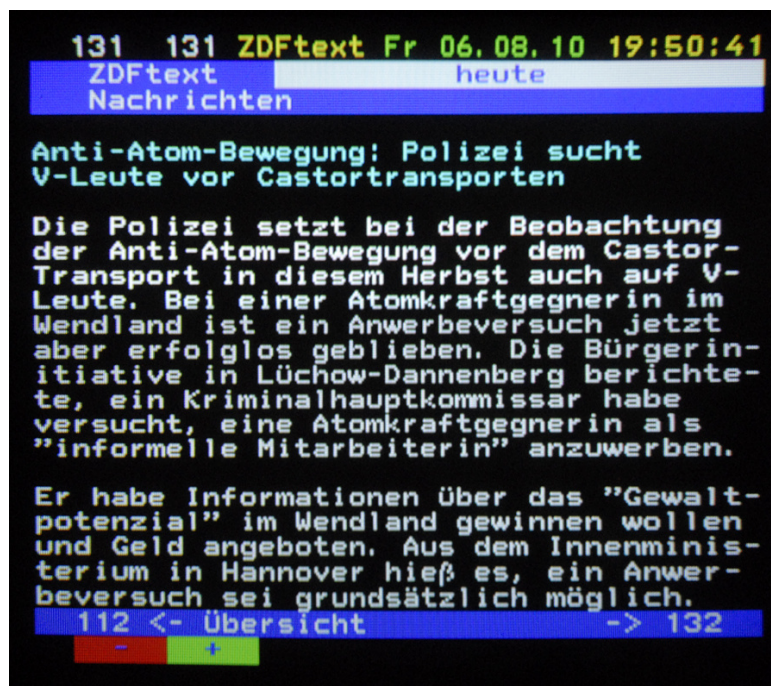 131 131 ZDFtext Fr 06.08.10 19:50:41
ZDFtext heute
Nachrichten
Anti-Atom-Bewegung: Polizei sucht
V-Leute vor Castortransporten
Die Polizei setzt bei der Beobachtung
der Anti-Atom-Bewegung vor dem Castor-
Transport in diesem Herbst auch auf V-
Leute. Bei einer Atomkraftgegnerin im
Wendland ist ein Anwerbeversuch jetzt
aber erfolglos geblieben. Die Bürgerin-
itiative in Lüchow-Dannenberg berichte-
te, ein Kriminalhauptkommissar habe
versucht, eine Atomkraftgegnerin als
"informelle Mitarbeiterin" anzuwerben.
Er habe Informationen über das "Gewalt-
potenzial" im Wendland gewinnen wollen
und Geld angeboten. Aus dem Innenminis-
terium in Hannover hieß es, ein Anwer-
beversuch sei grundsätzlich möglich.
112 <- Übersicht -> 132
- +